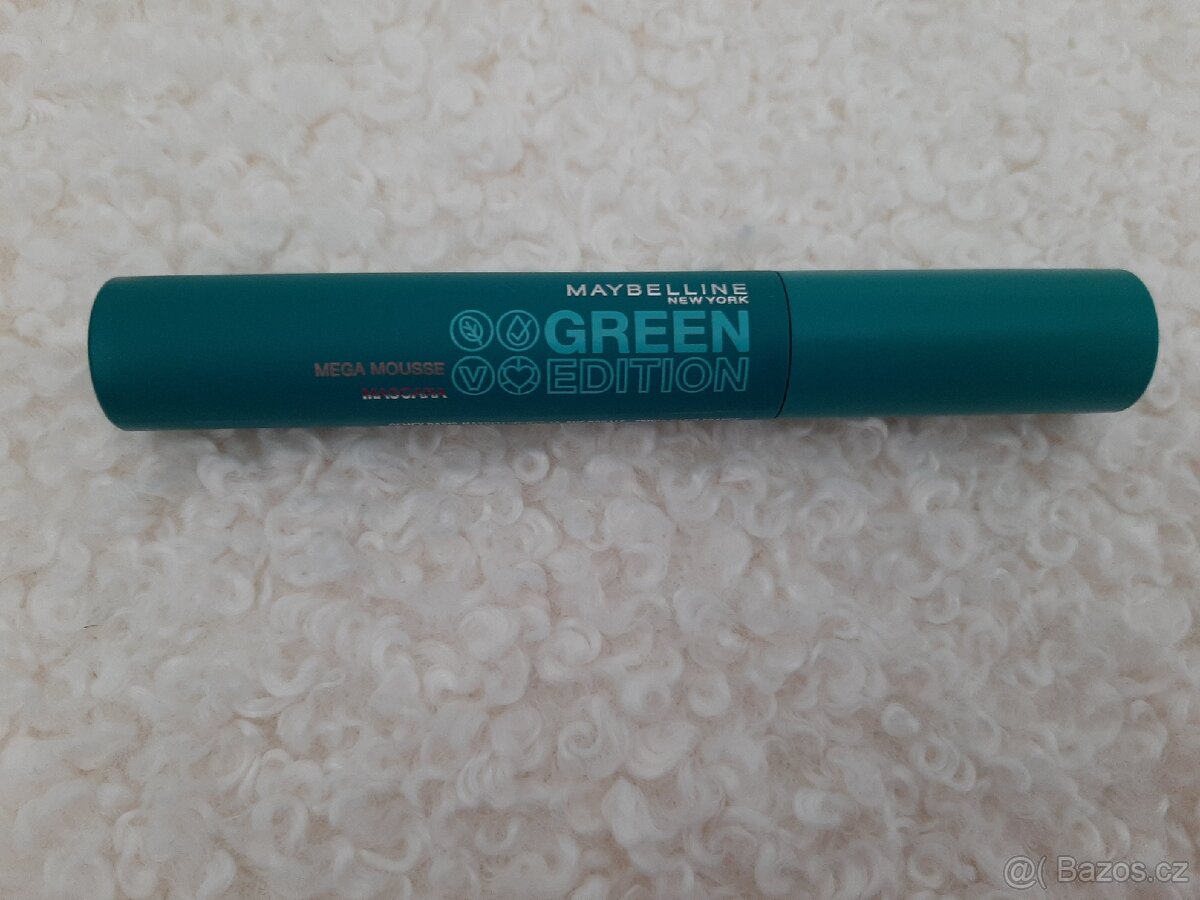 MAYBELLINE
NEW YORK
GREEN
EDITION
MEGA MOUSSE
MASCARA
@( Bazos.cz